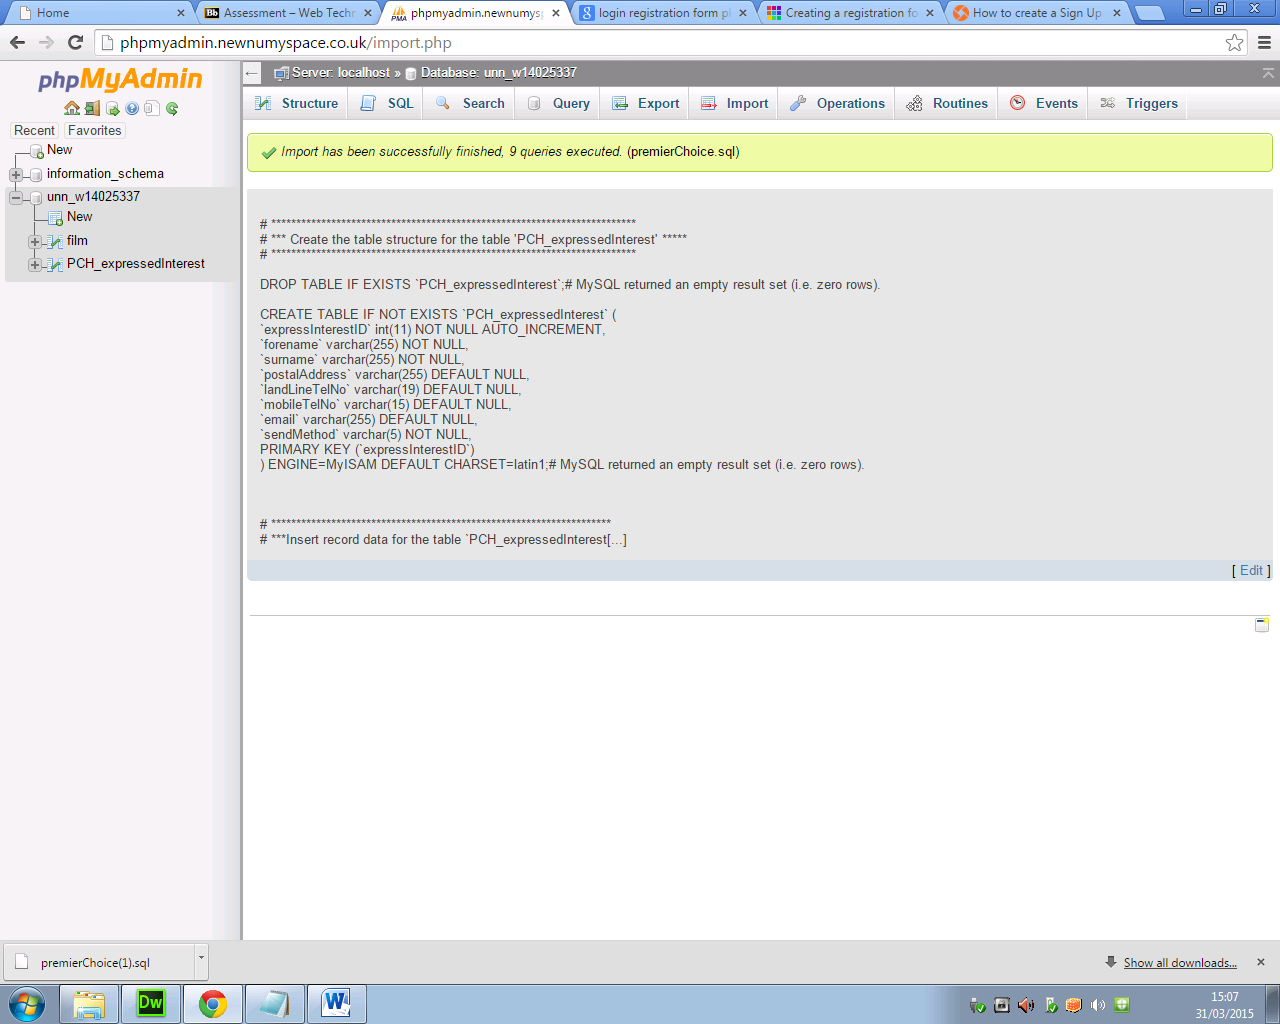 Home
Assessment – Web Techn
phpmyadmin.newnumysp
login registration form p
Creating a registration fo
How to create a Sign Up
phpmyadmin.newnumyspace.co.uk/import.php
phpMyAdmin
Recent
Favorites
New
information_schema
unn_w14025337
New
film
PCH_expressedInterest
Server: localhost » Database: unn_w14025337
Structure
SQL
Search
Query
Export
Import
Operations
Routines
Events
Triggers
Import has been successfully finished, 9 queries executed. (premierChoice.sql)
# *************************************************************************
# *** Create the table structure for the table 'PCH_expressedInterest' *****
# *************************************************************************
DROP TABLE IF EXISTS `PCH_expressedInterest`;# MySQL returned an empty result set (i.e. zero rows).
CREATE TABLE IF NOT EXISTS `PCH_expressedInterest` (
`expressInterestID` int(11) NOT NULL AUTO_INCREMENT,
`forename` varchar(255) NOT NULL,
`surname` varchar(255) NOT NULL,
`postalAddress` varchar(255) DEFAULT NULL,
`landLineTelNo` varchar(19) DEFAULT NULL,
`mobileTelNo` varchar(15) DEFAULT NULL,
`email` varchar(255) DEFAULT NULL,
`sendMethod` varchar(5) NOT NULL,
PRIMARY KEY (`expressInterestID`)
) ENGINE=MyISAM DEFAULT CHARSET=latin1;# MySQL returned an empty result set (i.e. zero rows).
# ********************************************************************
# ***Insert record data for the table `PCH_expressedInterest[...]
[ Edit ]
premierChoice(1).sql
Show all downloads...
15:07
31/03/2015